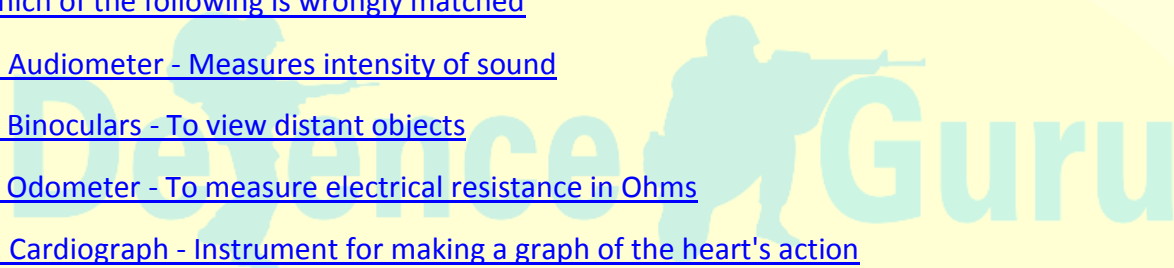 hich of the following is wrongly matched
Audiometer - Measures intensity of sound
Binoculars - To view distant objects
Odometer - To measure electrical resistance in Ohms
Cardiograph - Instrument for making a graph of the heart's action
Defence Guru